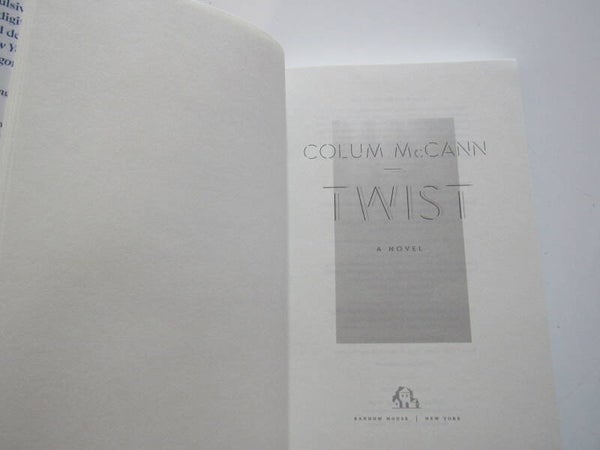 COLUM McCANN
TWIST
A NOVEL
RANDOM HOUSE | NEW YORK